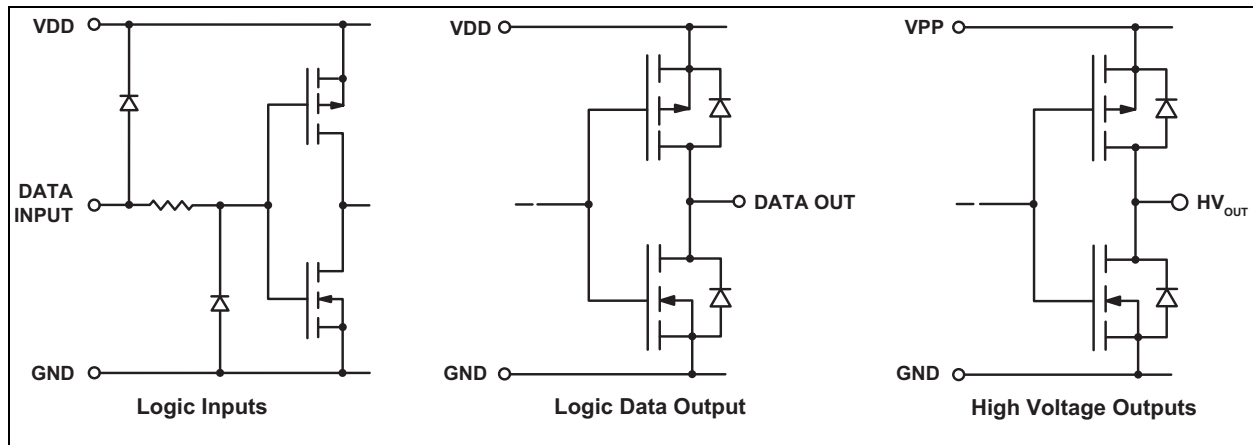 VDD
DATA
INPUT
GND
Logic Inputs
VDD
DATA OUT
GND
Logic Data Output
VPP
HVOUT
GND
High Voltage Outputs